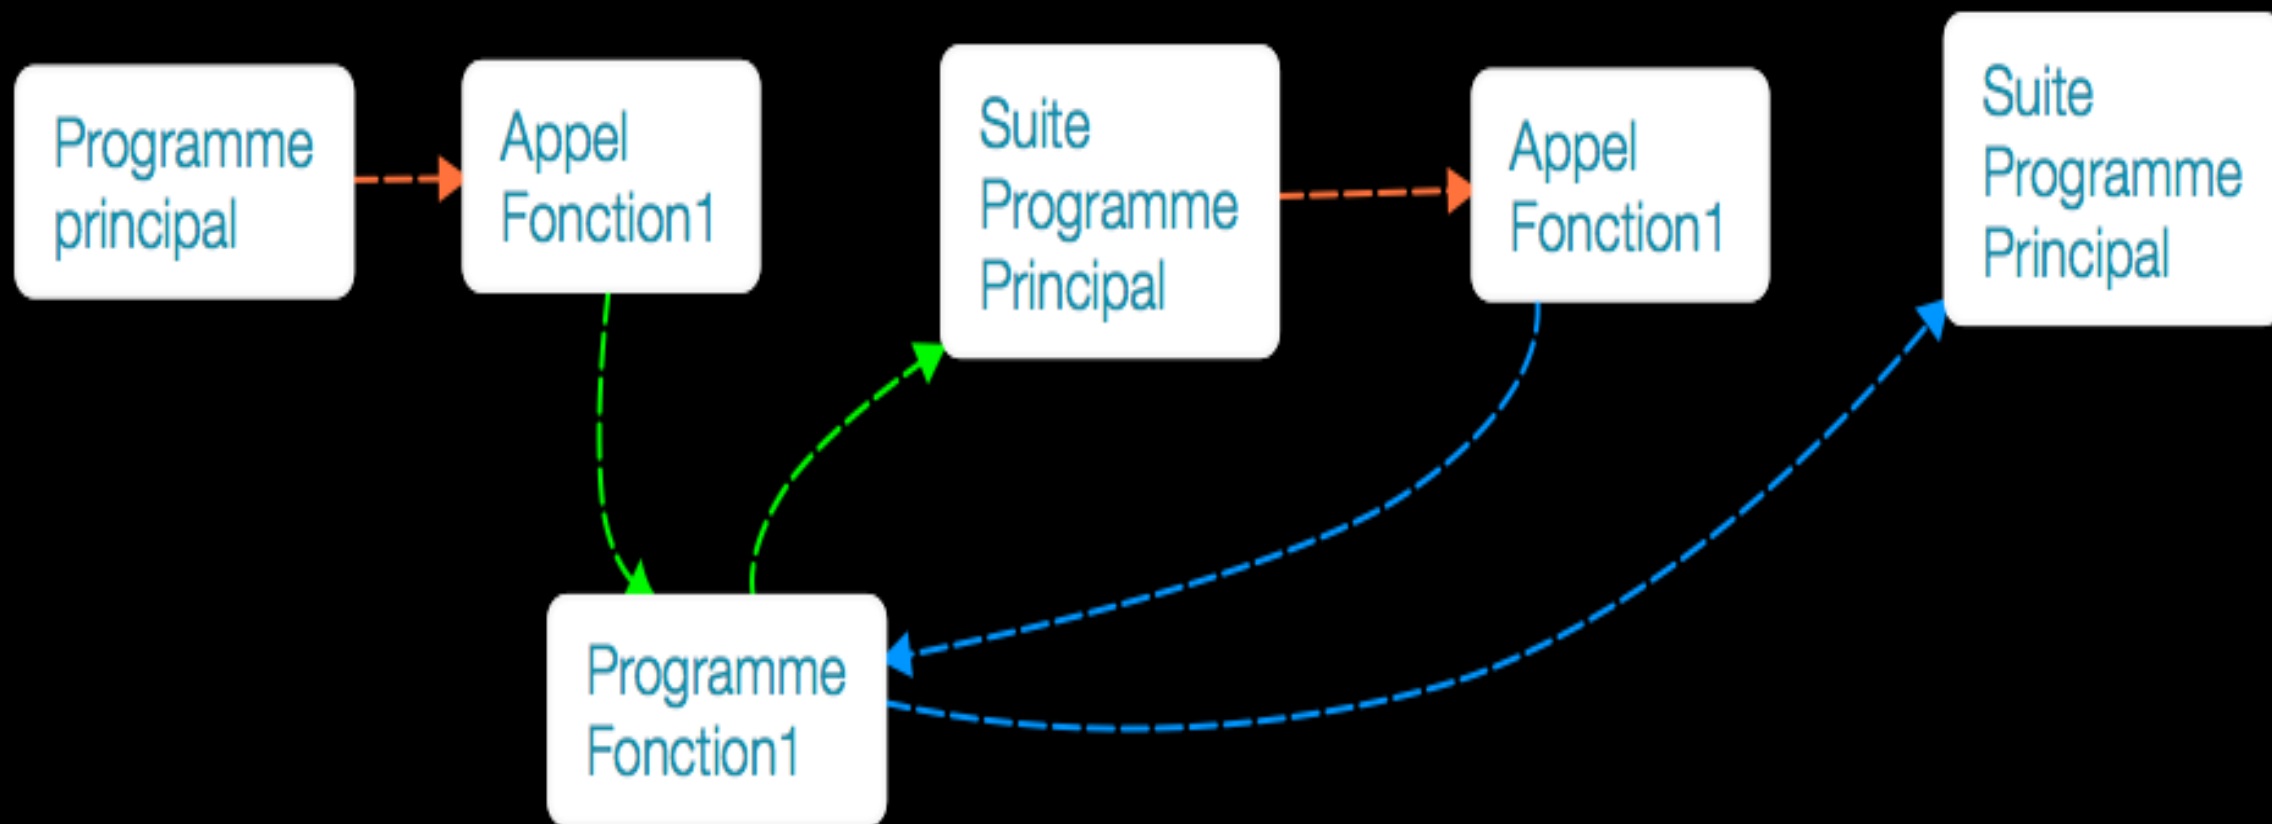 Programme
principal
Appel
Fonction1
Suite
Programme
Principal
Appel
Fonction1
Suite
Programme
Principal
Programme
Fonction1